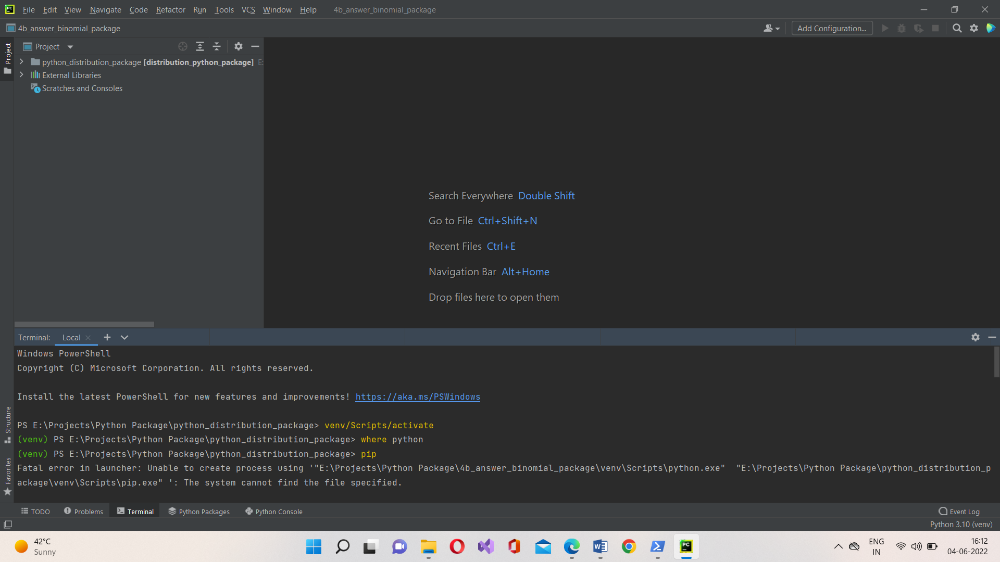 PC File Edit View Navigate Code Refactor Run Tools VCS Window Help 4b_answer_binomial_package
4b_answer_binomial_package Add Configuration...
Project Project
python_distribution_package [distribution_python_package] E:
External Libraries
Scratches and Consoles
Search Everywhere Double Shift
Go to File Ctrl+Shift+N
Recent Files Ctrl+E
Navigation Bar Alt+Home
Drop files here to open them
Terminal: Local
Windows PowerShell
Copyright (C) Microsoft Corporation. All rights reserved.
Install the latest PowerShell for new features and improvements! https://aka.ms/PSWindows
Structure
PS E:\Projects\Python Package\python_distribution_package> venv/Scripts/activate
(venv) PS E:\Projects\Python Package\python_distribution_package> where python
(venv) PS E:\Projects\Python Package\python_distribution_package> pip
Favorites
Fatal error in launcher: Unable to create process using '"E:\Projects\Python Package\4b_answer_binomial_package\venv\Scripts\python.exe"  "E:\Projects\Python Package\python_distribution_p
ackage\venv\Scripts\pip.exe" ': The system cannot find the file specified.
TODO Problems Terminal Python Packages Python Console Event Log
Python 3.10 (venv)
42°C
Sunny
PC
ENG
IN
16:12
04-06-2022